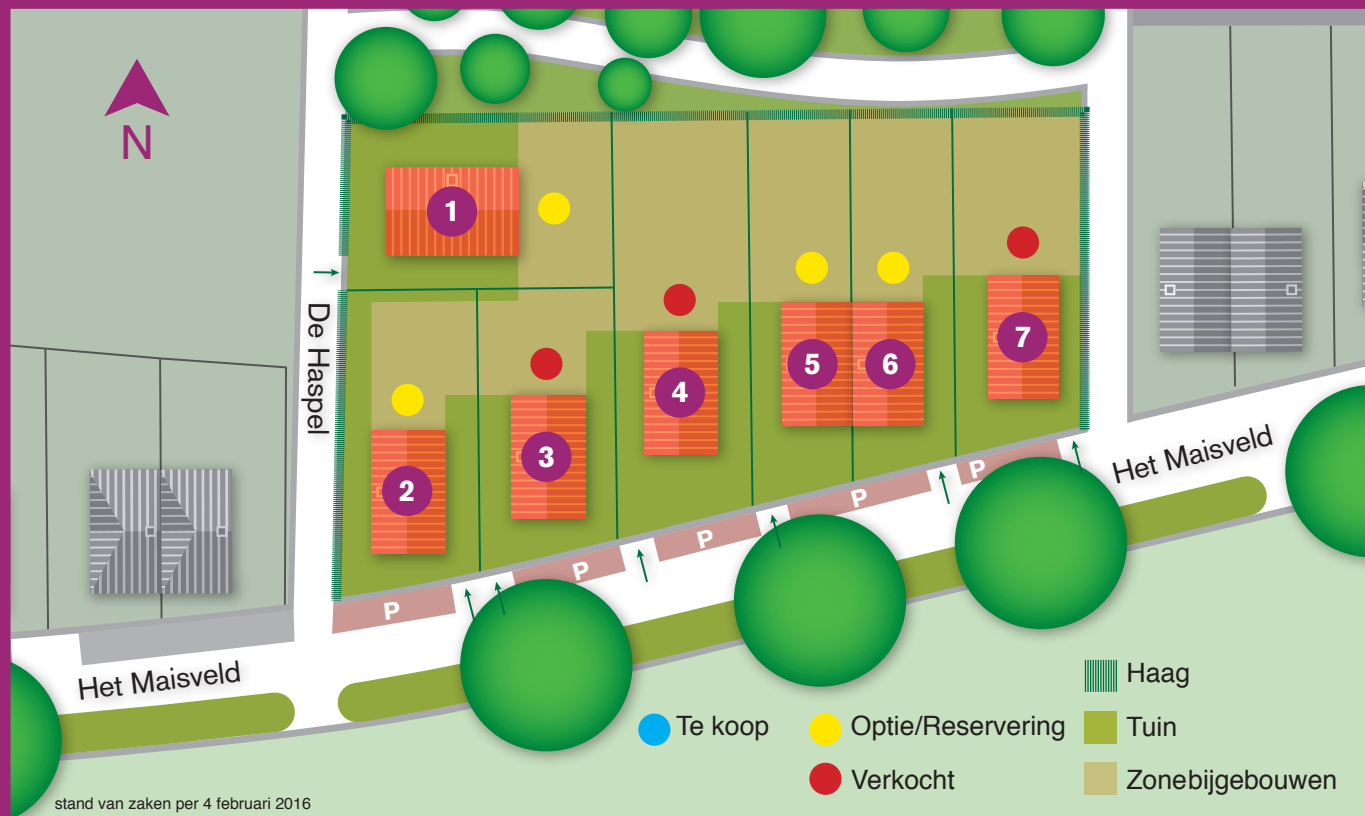 N
1
De Haspel
7
5
6
4
3
2
Het Maisveld
P
P
P
P
P
Het Maisveld
Haag
Te koop
Optie/Reservering
Tuin
Verkocht
Zonebijgebouwen
stand van zaken per 4 februari 2016